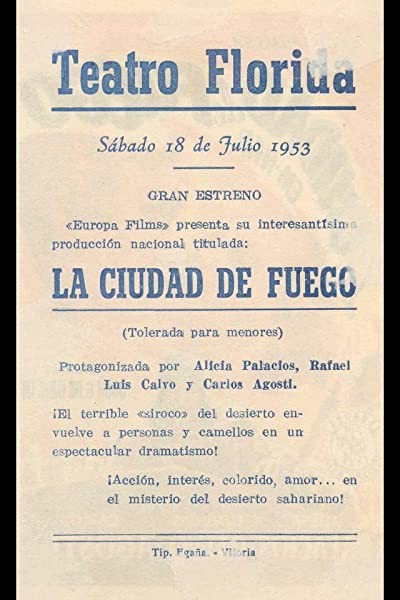 Teatro Florida
Sábado 18 de Julio 1953
GRAN ESTRENO
«Europa Films» presenta su interesantísima
producción nacional titulada:
LA CIUDAD DE FUEGO
(Tolerada para menores)
Protagonizada por Alicia Palacios, Rafael
Luis Calvo y Carlos Agosti.
¡El terrible «siroco» del desierto en-
vuelve a personas y camellos en un
espectacular dramatismo!
¡Acción, interés, colorido, amor... en
el misterio del desierto sahariano!
Tip. Egaña. - Vitoria